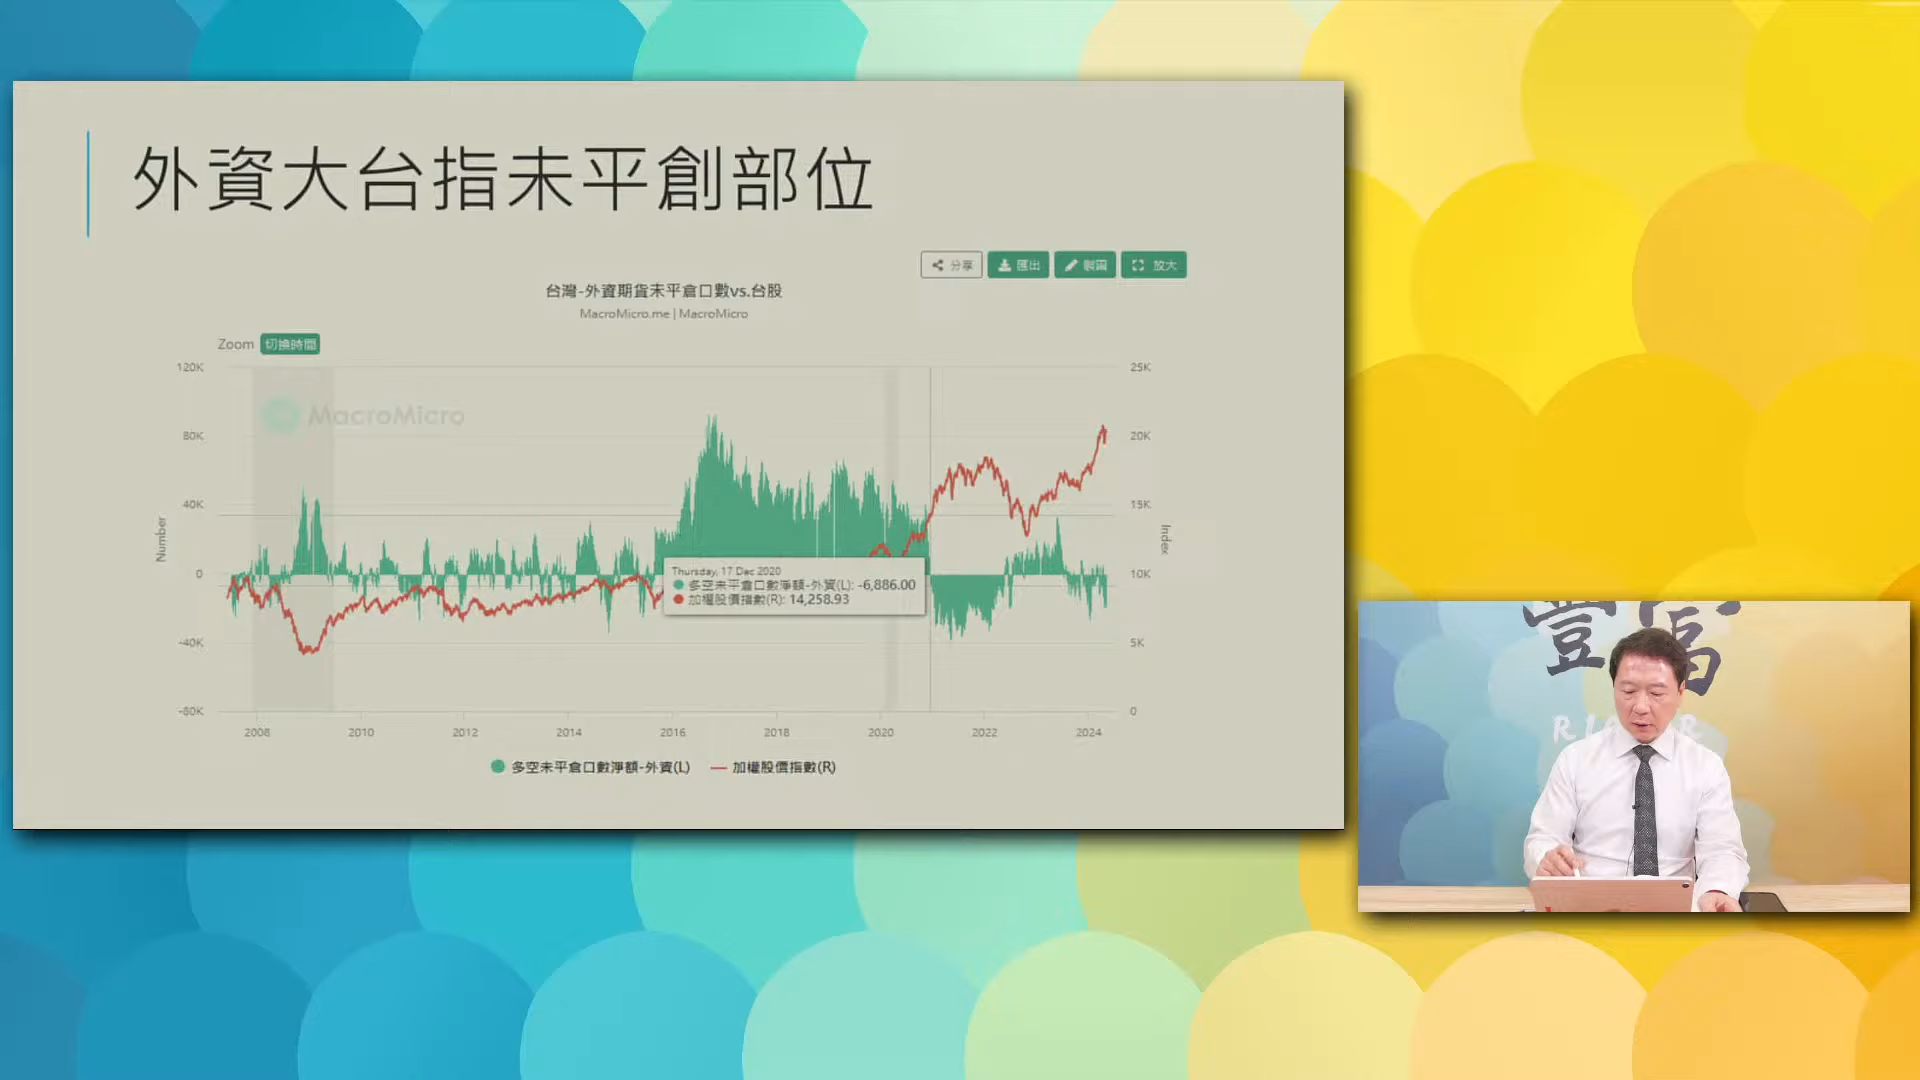 外資大台指未平創部位
分享
匯出
製圖
放大
台灣-外資期貨未平倉口數vs.台股
MacroMicro.me | MacroMicro
Zoom 切換時間
120K
25K
MacroMicro
80K
20K
40K
15K
Number
Index
0
10K
Thursday, 17 Dec 2020
多空未平倉口數淨額-外資(L): -6,886.00
加權股價指數(R): 14,258.93
-40K
5K
-80K
0
2008 2010 2012 2014 2016 2018 2020 2022 2024
多空未平倉口數淨額-外資(L) 加權股價指數(R)
豐富